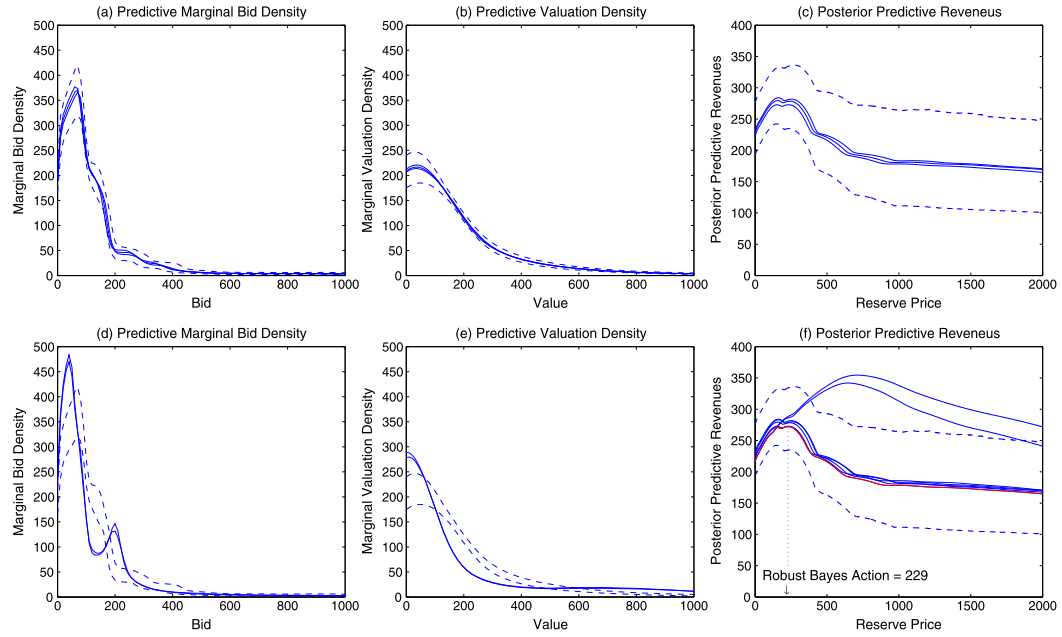 (a) Predictive Marginal Bid Density
Marginal Bid Density
500
450
400
350
300
250
200
150
100
50
0
0 200 400 600 800 1000
Bid
(b) Predictive Valuation Density
Marginal Valuation Density
500
450
400
350
300
250
200
150
100
50
0
0 200 400 600 800 1000
Value
(c) Posterior Predictive Reveneus
Posterior Predictive Revenues
400
350
300
250
200
150
100
50
0
0 500 1000 1500 2000
Reserve Price
(d) Predictive Marginal Bid Density
Marginal Bid Density
500
450
400
350
300
250
200
150
100
50
0
0 200 400 600 800 1000
Bid
(e) Predictive Valuation Density
Marginal Valuation Density
500
450
400
350
300
250
200
150
100
50
0
0 200 400 600 800 1000
Value
(f) Posterior Predictive Reveneus
Posterior Predictive Revenues
400
350
300
250
200
150
100
50
0
Robust Bayes Action = 229
0 500 1000 1500 2000
Reserve Price